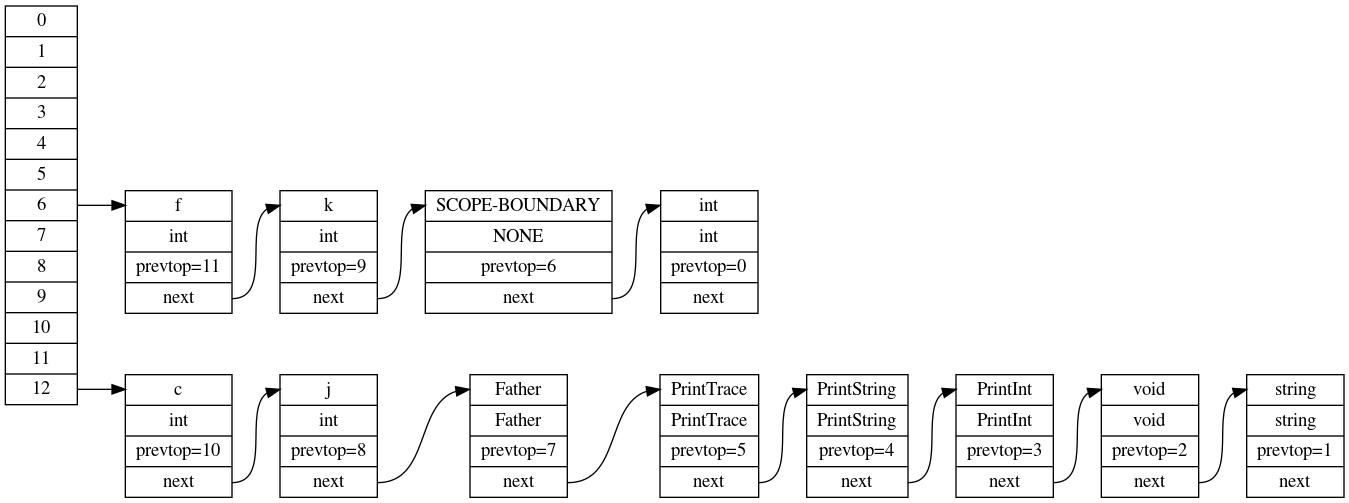 0
1
2
3
4
5
6
7
8
9
10
11
12
f
int
prevtop=11
next
k
int
prevtop=9
next
SCOPE-BOUNDARY
NONE
prevtop=6
next
int
int
prevtop=0
next
c
int
prevtop=10
next
j
int
prevtop=8
next
Father
Father
prevtop=7
next
PrintTrace
PrintTrace
prevtop=5
next
PrintString
PrintString
prevtop=4
next
PrintInt
PrintInt
prevtop=3
next
void
void
prevtop=2
next
string
string
prevtop=1
next